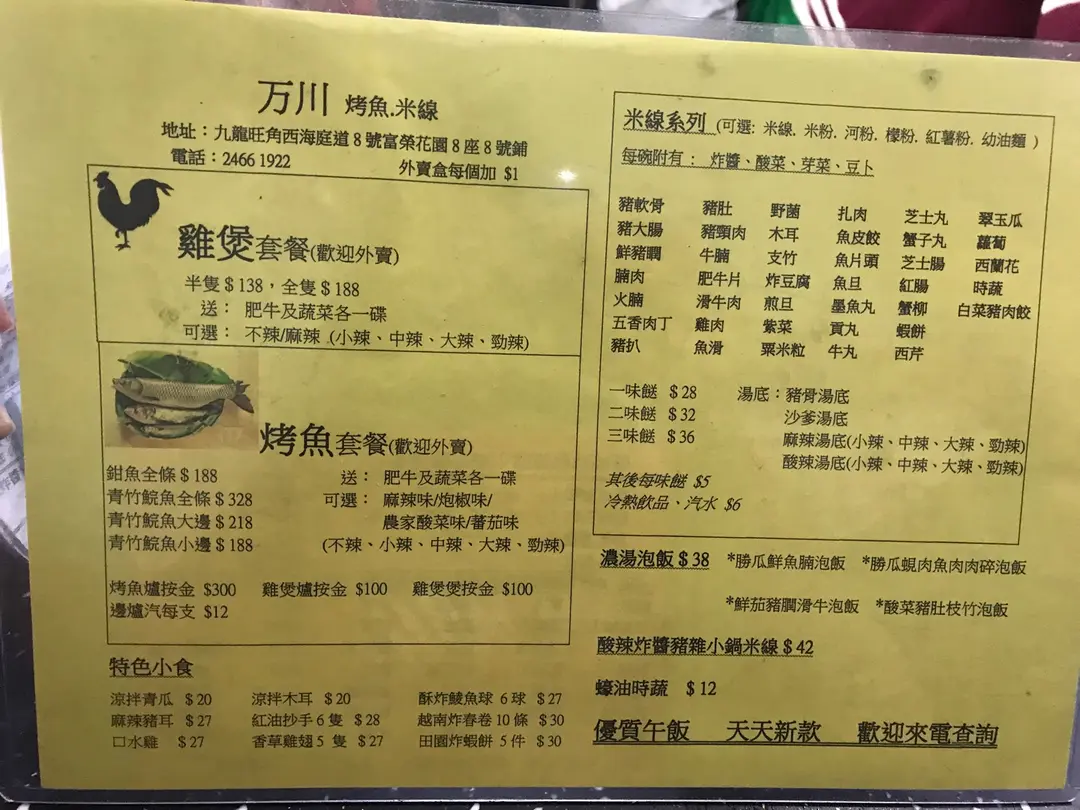 万川 烤魚.米線
地址：九龍旺角西海庭道 8 號富榮花園 8 座 8 號鋪
電話：2466 1922
外賣盒每個加 $1
雞煲套餐(歡迎外賣)
半隻 $ 138，全隻 $ 188
送： 肥牛及蔬菜各一碟
可選： 不辣/麻辣 (小辣、中辣、大辣、勁辣)
烤魚套餐(歡迎外賣)
鉗魚全條 $ 188
青竹鯇魚全條 $ 328
青竹鯇魚大邊 $ 218
青竹鯇魚小邊 $ 188
送： 肥牛及蔬菜各一碟
可選： 麻辣味/炮椒味/
農家酸菜味/蕃茄味
(不辣、小辣、中辣、大辣、勁辣)
烤魚爐按金 $300 雞煲爐按金 $100 雞煲煲按金 $100
邊爐汽每支 $12
特色小食
涼拌青瓜 $ 20 涼拌木耳 $ 20 酥炸鯪魚球 6 球 $ 27
麻辣豬耳 $ 27 紅油抄手 6 隻 $ 28 越南炸春卷 10 條 $ 30
口水雞 $ 27 香草雞翅 5 隻 $ 27 田園炸蝦餅 5 件 $ 30
米線系列 (可選: 米線. 米粉. 河粉. 檬粉. 紅薯粉. 幼油麵 )
每碗附有： 炸醬、酸菜、芽菜、豆卜
豬軟骨 豬肚 野菌 扎肉 芝士丸 翠玉瓜
豬大腸 豬頸肉 木耳 魚皮餃 蟹子丸 蘿蔔
鮮豬膶 牛腩 支竹 魚片頭 芝士腸 西蘭花
腩肉 肥牛片 炸豆腐 魚旦 紅腸 時蔬
火腩 滑牛肉 煎旦 墨魚丸 蟹柳 白菜豬肉餃
五香肉丁 雞肉 紫菜 貢丸 蝦餅
豬扒 魚滑 粟米粒 牛丸 西芹
一味餸 $ 28
二味餸 $ 32
三味餸 $ 36
湯底：豬骨湯底
沙爹湯底
麻辣湯底(小辣、中辣、大辣、勁辣)
酸辣湯底(小辣、中辣、大辣、勁辣)
其後每味餸 $5
冷熱飲品、汽水 $6
濃湯泡飯 $ 38 *勝瓜鮮魚腩泡飯 *勝瓜蜆肉魚肉肉碎泡飯
*鮮茄豬膶滑牛泡飯 *酸菜豬肚枝竹泡飯
酸辣炸醬豬雜小鍋米線 $ 42
蠔油時蔬 $ 12
優質午飯 天天新款 歡迎來電查詢